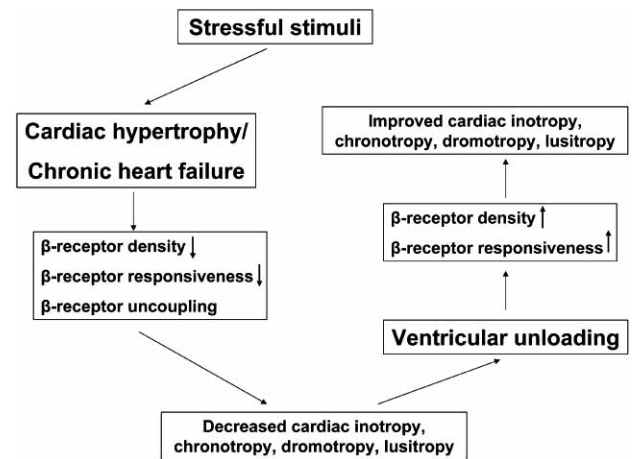 Stressful stimuli
Cardiac hypertrophy/
Chronic heart failure
β-receptor density↓
β-receptor responsiveness↓
β-receptor uncoupling
Decreased cardiac inotropy,
chronotropy, dromotropy, lusitropy
Ventricular unloading
β-receptor density↑
β-receptor responsiveness↑
Improved cardiac inotropy,
chronotropy, dromotropy, lusitropy